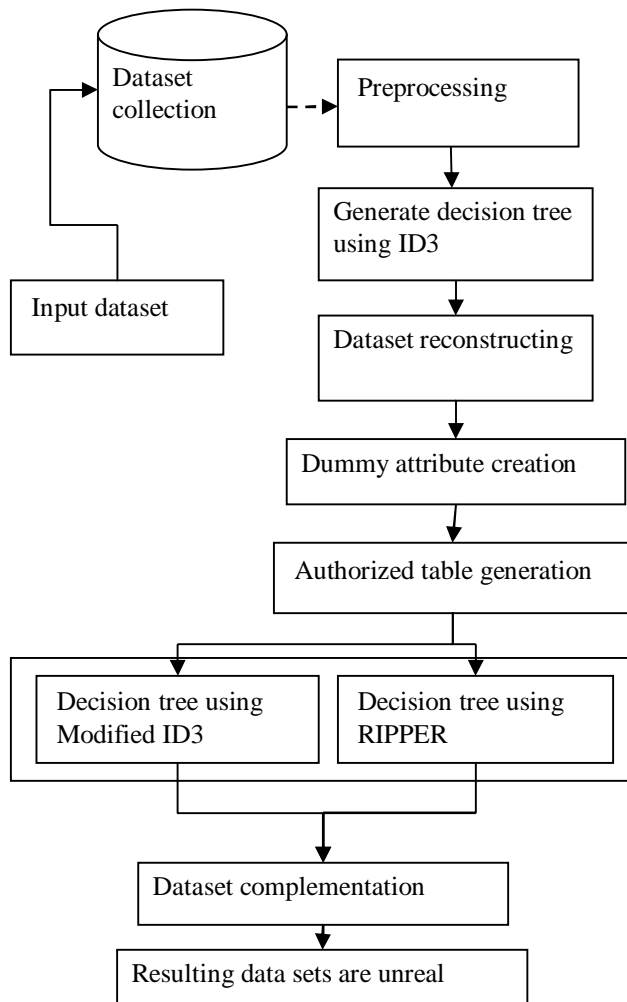 Dataset
collection
Preprocessing
Generate decision tree
using ID3
Input dataset
Dataset reconstructing
Dummy attribute creation
Authorized table generation
Decision tree using
Modified ID3
Decision tree using
RIPPER
Dataset complementation
Resulting data sets are unreal